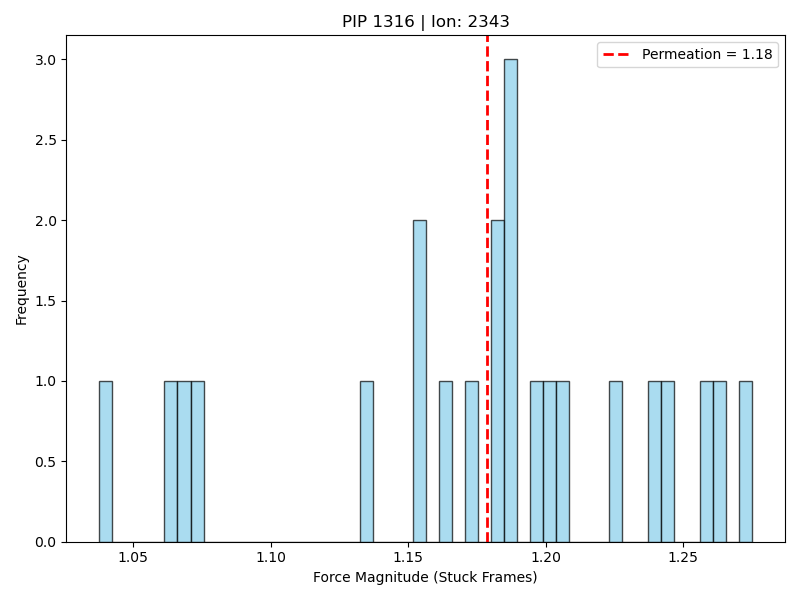 PIP 1316 | Ion: 2343
Permeation = 1.18
Frequency
3.0
2.5
2.0
1.5
1.0
0.5
0.0
1.05 1.10 1.15 1.20 1.25
Force Magnitude (Stuck Frames)